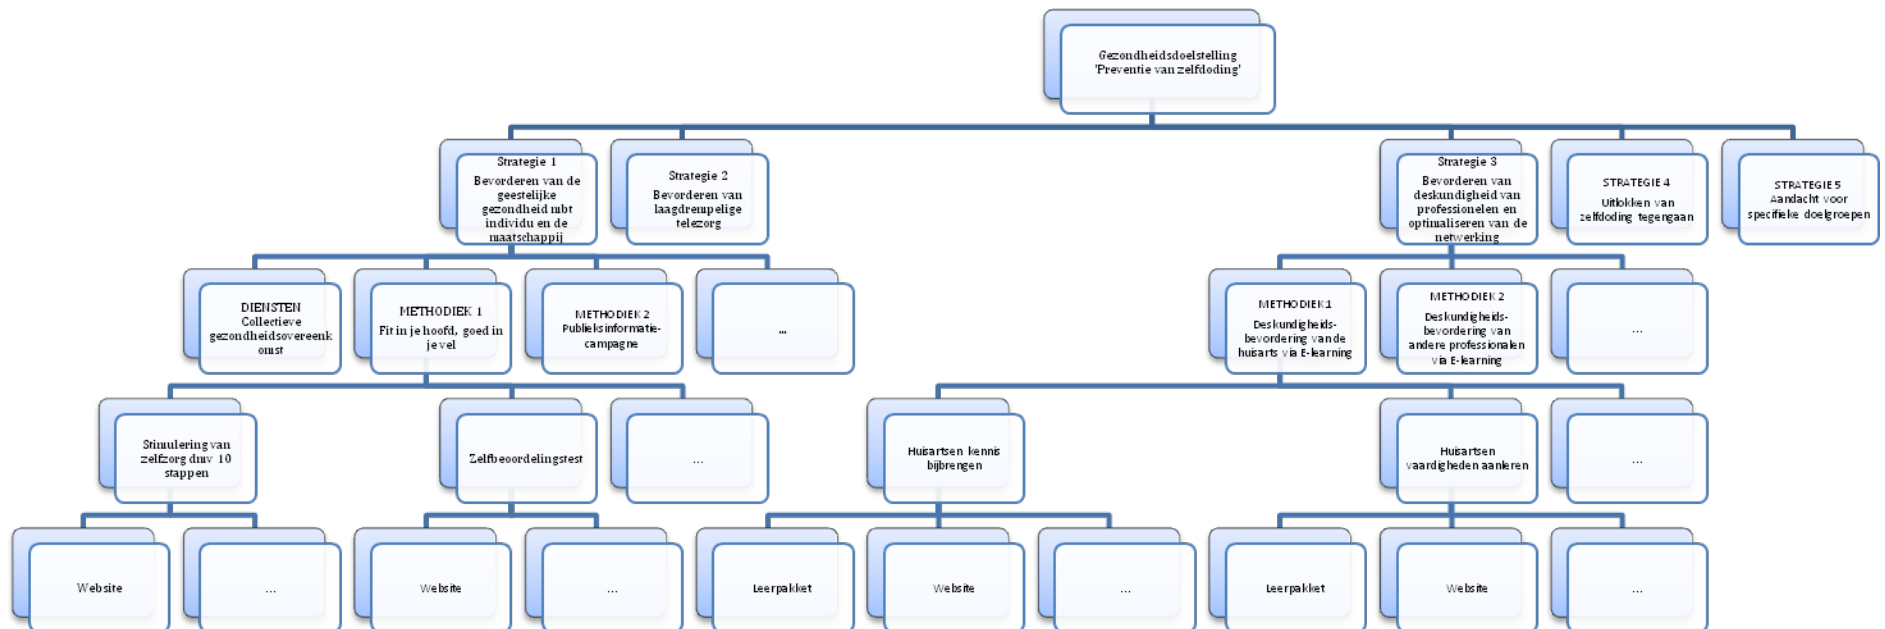 Gezondheidsdoelstelling
'Preventie van zelfdoding'
Strategie 1
Bevorderen van de
geestelijke
gezondheid mbt
individu en de
maatschappij
Strategie 2
Bevorderen van
laagdrempelige
telezorg
Strategie 3
Bevorderen van
deskundigheid van
professionelen en
optimaliseren van de
netwerking
STRATEGIE 4
Uitlokken van
zelfdoding tegengaan
STRATEGIE 5
Aandacht voor
specifieke doelgroepen
DIENSTEN
Collectieve
gezondheidsovereenk
omst
METHODIEK 1
Fit in je hoofd, goed in
je vel
METHODIEK 2
Publieksinformatie-
campagne
...
METHODIEK 1
Deskundigheids-
bevordering van de
huisarts via E-learning
METHODIEK 2
Deskundigheids-
bevordering van
andere professionalen
via E-learning
...
Stimulering van
zelfzorg dmv 10
stappen
Zelfbeoordelingstest
...
Huisartsen kennis
bijbrengen
Huisartsen
vaardigheden aanleren
...
Website
...
Website
...
Leerpakket
Website
...
Leerpakket
Website
...